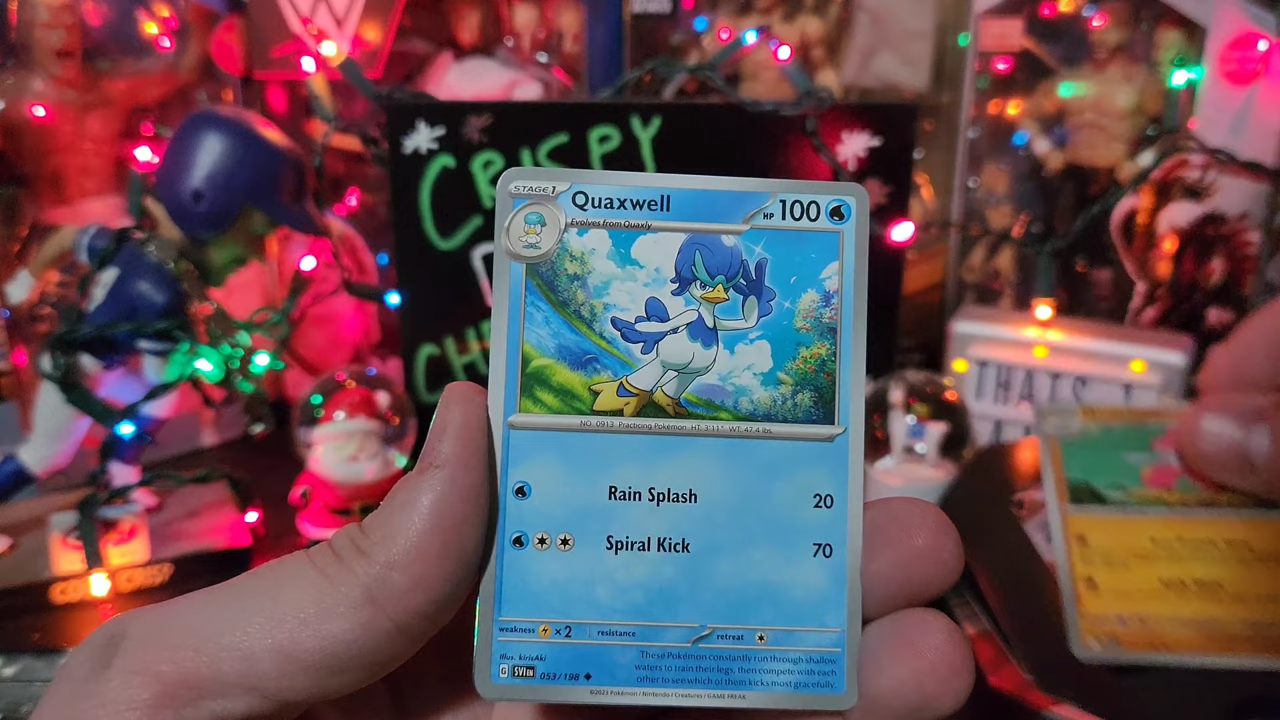 CRISPY
CH
THATS
STAGE 1
Quaxwell
HP 100
Evolves from Quaxly
NO. 0913 Practicing Pokémon HT: 3'11" WT: 47.4 lbs.
Rain Splash 20
Spiral Kick 70
weakness ×2 resistance retreat
Illus. kirisAki
G SVI EN 053/198
These Pokémon constantly run through shallow
waters to train their legs, then compete with each
other to see which of them kicks most gracefully.
©2023 Pokémon / Nintendo / Creatures / GAME FREAK